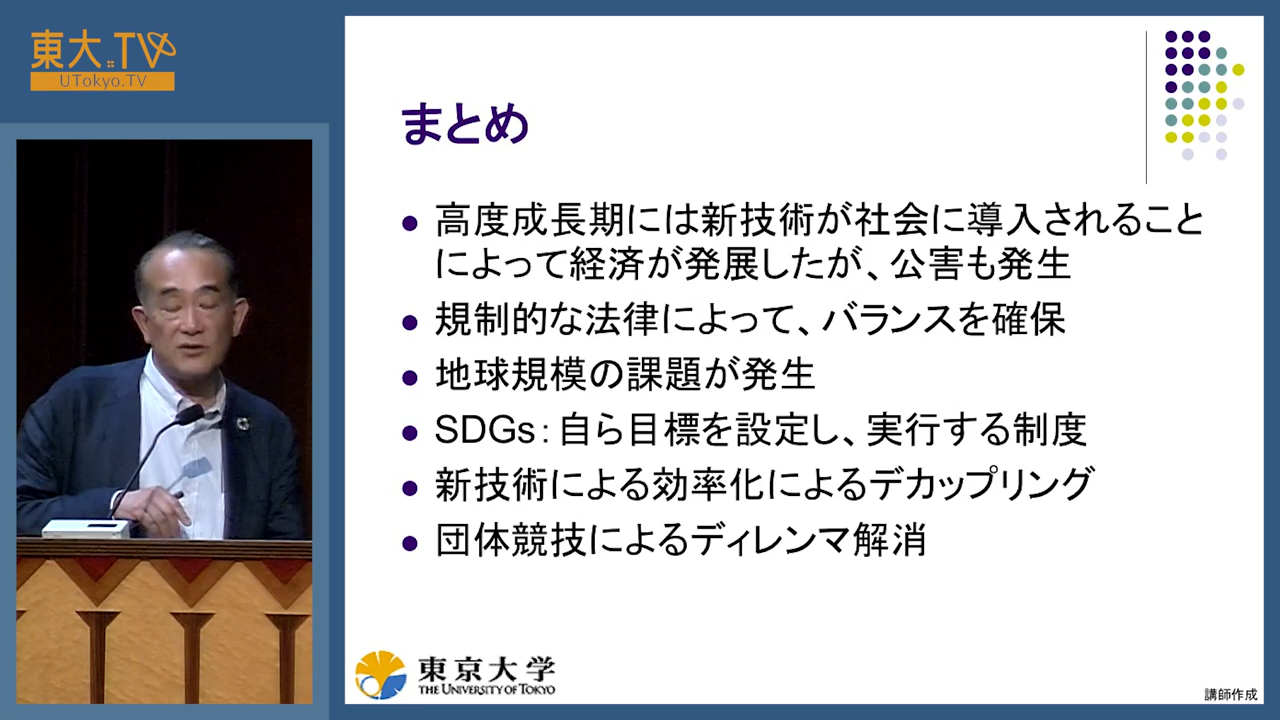 東大.TV
UTokyo.TV
まとめ
高度成長期には新技術が社会に導入されること
によって経済が発展したが、公害も発生
規制的な法律によって、バランスを確保
地球規模の課題が発生
SDGs：自ら目標を設定し、実行する制度
新技術による効率化によるデカップリング
団体競技によるディレンマ解消
東京大学
THE UNIVERSITY OF TOKYO
講師作成